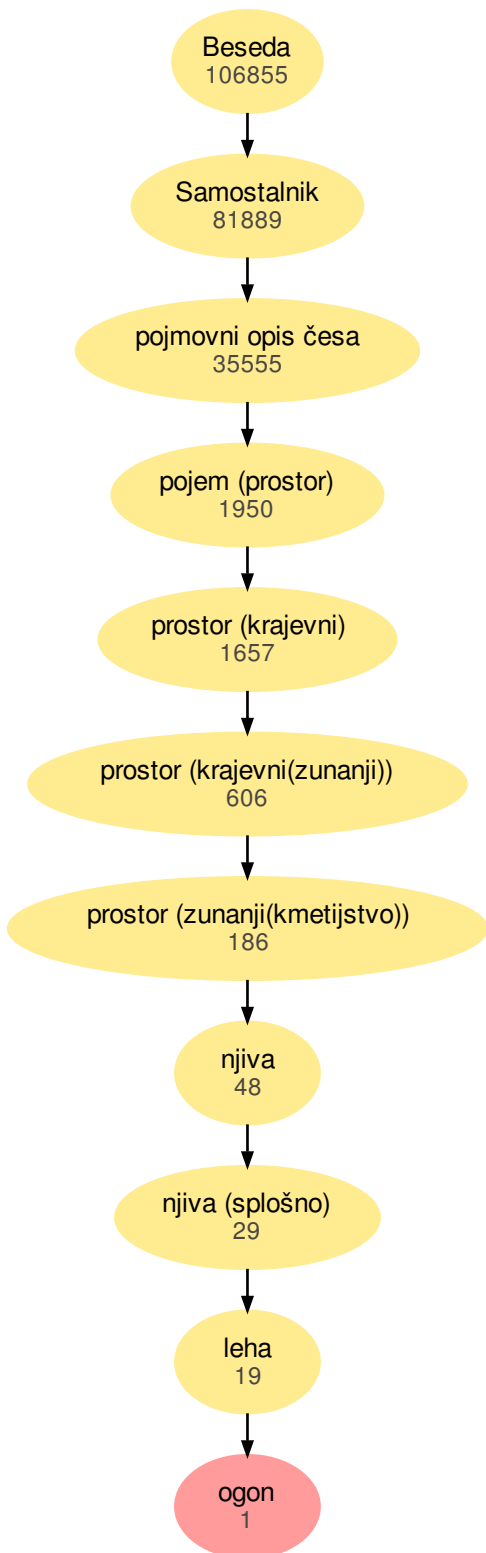 Beseda
106855
Samostalnik
81889
pojmovni opis česa
35555
pojem (prostor)
1950
prostor (krajevni)
1657
prostor (krajevni(zunanji))
606
prostor (zunanji(kmetijstvo))
186
njiva
48
njiva (splošno)
29
leha
19
ogon
1